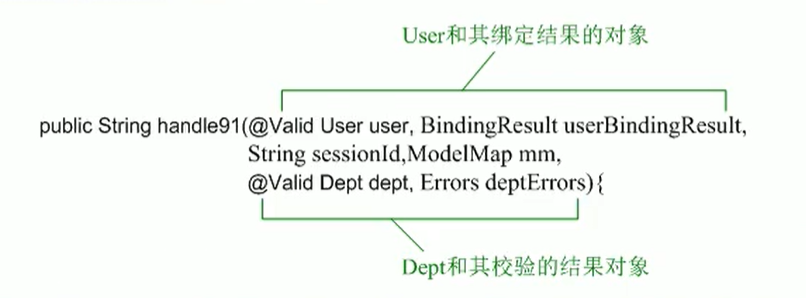 User和其绑定结果的对象
public String handle91(@Valid User user, BindingResult userBindingResult,
String sessionId,ModelMap mm,
@Valid Dept dept, Errors deptErrors){
Dept和其校验的结果对象